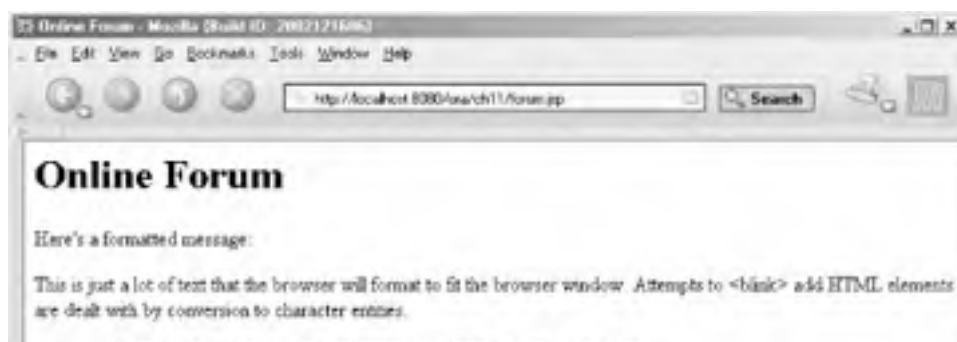 Online Forum - Mozilla {Build ID: 2002121606}
File Edit View Go Bookmarks Tools Window Help
http://localhost:8080/ora/ch11/forum.jsp Search
Online Forum
Here's a formatted message:
This is just a lot of text that the browser will format to fit the browser window. Attempts to <blink> add HTML elements
are dealt with by conversion to character entities.